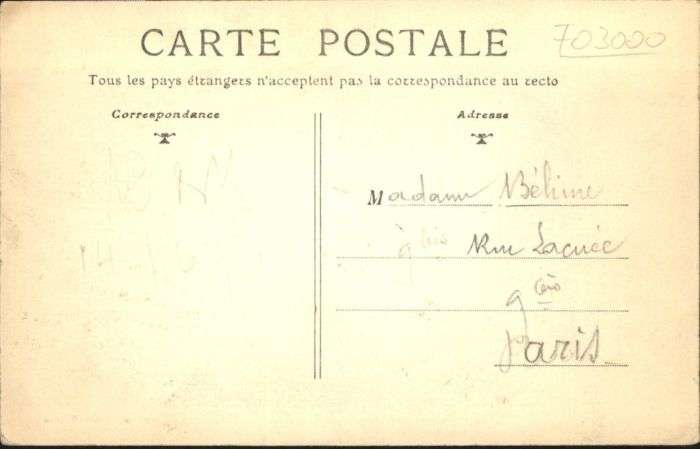 703000
CARTE POSTALE
Tous les pays étrangers n'acceptent pas la correspondance au recto
Correspondance
Adresse
Madame Béline
Rue Lacuée
Paris